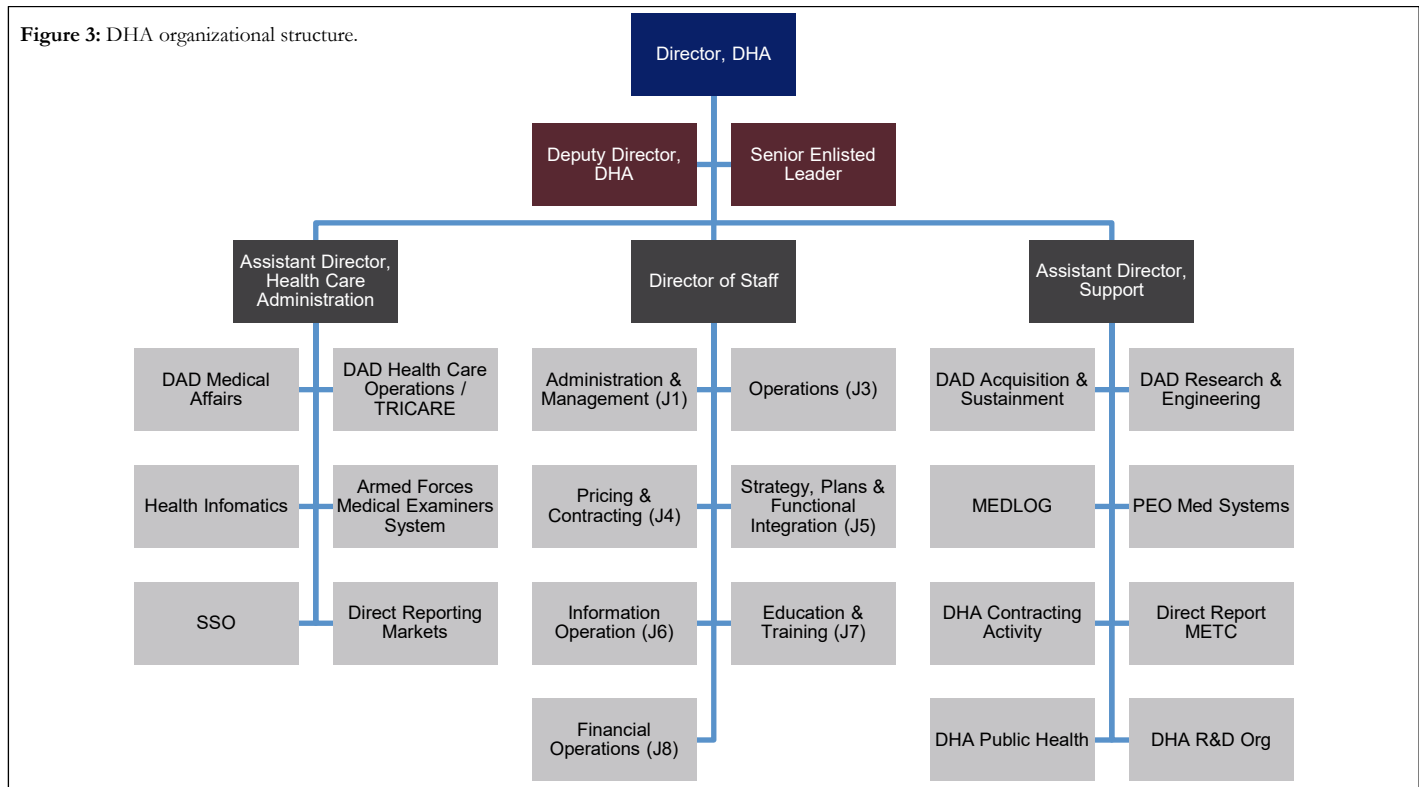 Figure 3: DHA organizational structure.
Director, DHA
Deputy Director,
DHA
Senior Enlisted
Leader
Assistant Director,
Health Care
Administration
Director of Staff
Assistant Director,
Support
DAD Medical
Affairs
DAD Health Care
Operations /
TRICARE
Administration &
Management (J1)
Operations (J3)
DAD Acquisition &
Sustainment
DAD Research &
Engineering
Health Infomatics
Armed Forces
Medical Examiners
System
Pricing &
Contracting (J4)
Strategy, Plans &
Functional
Integration (J5)
MEDLOG
PEO Med Systems
SSO
Direct Reporting
Markets
Information
Operation (J6)
Education &
Training (J7)
DHA Contracting
Activity
Direct Report
METC
Financial
Operations (J8)
DHA Public Health
DHA R&D Org